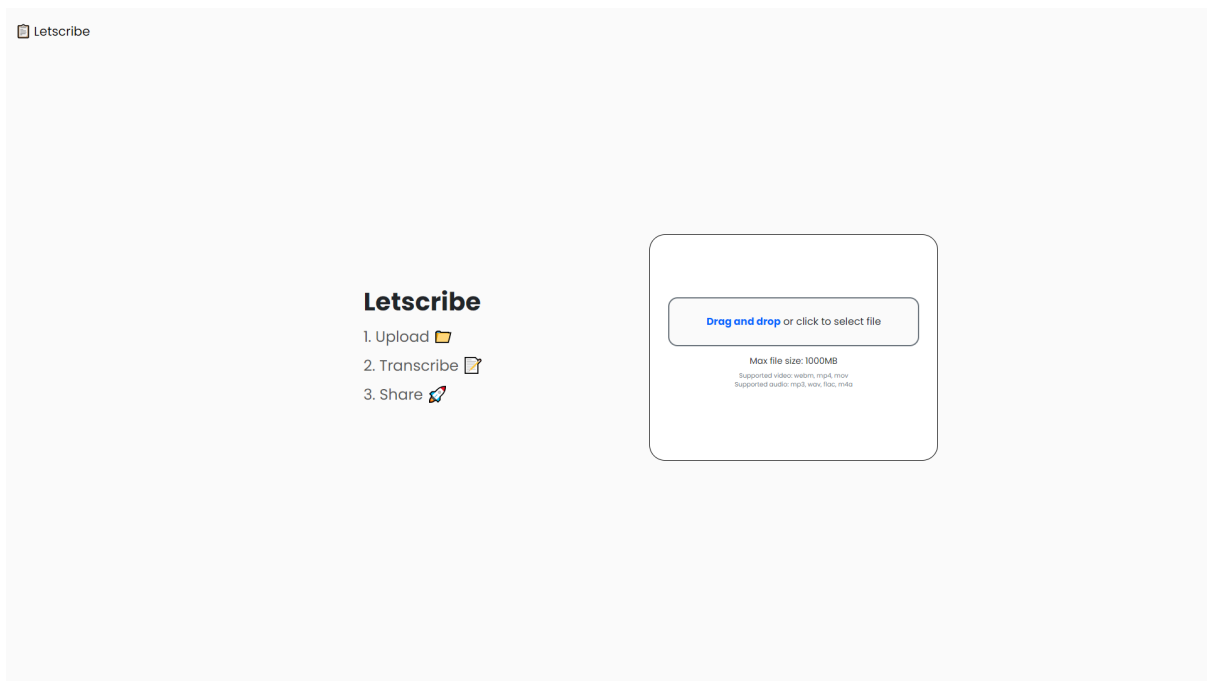 📋 Letscribe
Letscribe
1. Upload 📁
2. Transcribe 📝
3. Share 🚀
Drag and drop or click to select file
Max file size: 1000MB
Supported video: webm, mp4, mov
Supported audio: mp3, wav, flac, m4a